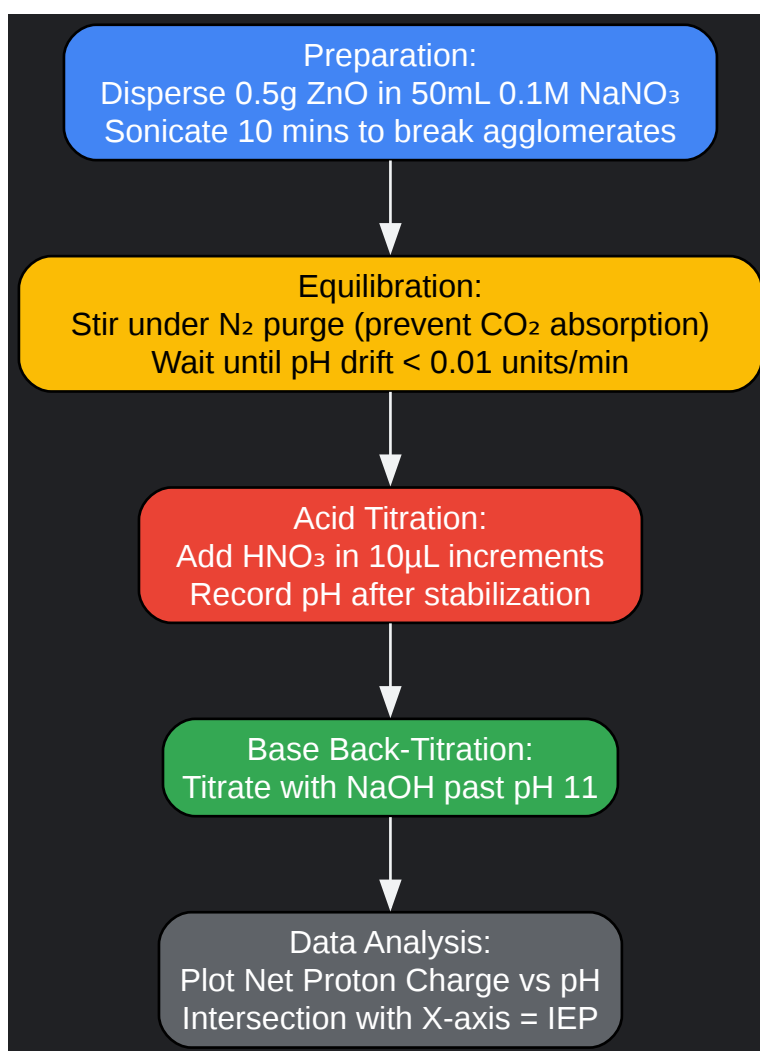 Preparation:
Disperse 0.5g ZnO in 50mL 0.1M NaNO₃
Sonicate 10 mins to break agglomerates
Equilibration:
Stir under N₂ purge (prevent CO₂ absorption)
Wait until pH drift < 0.01 units/min
Acid Titration:
Add HNO₃ in 10µL increments
Record pH after stabilization
Base Back-Titration:
Titrate with NaOH past pH 11
Data Analysis:
Plot Net Proton Charge vs pH
Intersection with X-axis = IEP